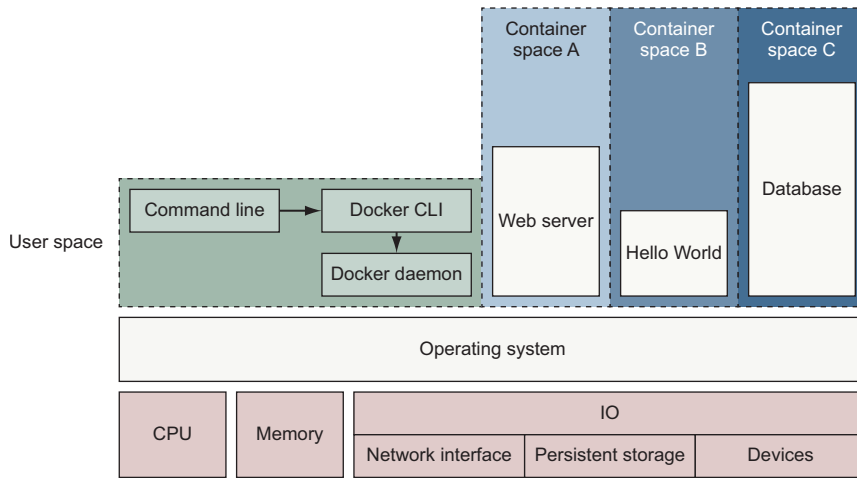 Container
space A
Container
space B
Container
space C
User space
Command line
Docker CLI
Docker daemon
Web server
Hello World
Database
Operating system
CPU
Memory
IO
Network interface
Persistent storage
Devices